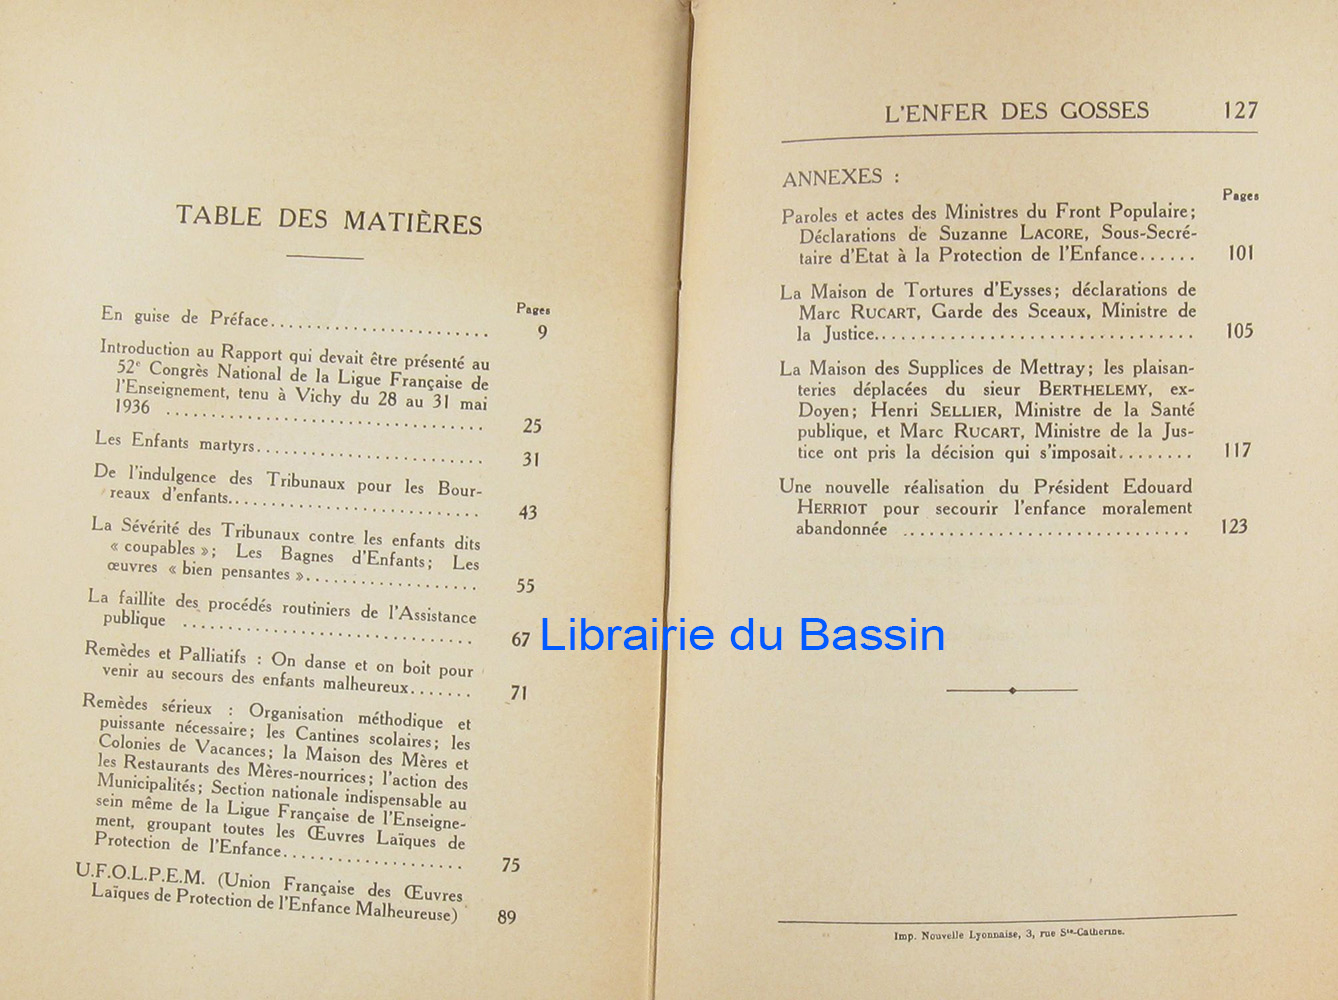 TABLE DES MATIÈRES
Pages
En guise de Préface........................ 9
Introduction au Rapport qui devait être présenté au
52e Congrès National de la Ligue Française de
l'Enseignement, tenu à Vichy du 28 au 31 mai
1936 ................................... 25
Les Enfants martyrs......................... 31
De l'indulgence des Tribunaux pour les Bour-
reaux d'enfants............................ 43
La Sévérité des Tribunaux contre les enfants dits
« coupables »; Les Bagnes d'Enfants; Les
œuvres « bien pensantes »................... 55
La faillite des procédés routiniers de l'Assistance
publique ................................ 67
Remèdes et Palliatifs : On danse et on boit pour
venir au secours des enfants malheureux....... 71
Remèdes sérieux : Organisation méthodique et
puissante nécessaire; les Cantines scolaires; les
Colonies de Vacances; la Maison des Mères et
les Restaurants des Mères-nourrices; l'action des
Municipalités; Section nationale indispensable au
sein même de la Ligue Française de l'Enseigne-
ment, groupant toutes les Œuvres Laïques de
Protection de l'Enfance.................... 75
U.F.O.L.P.E.M. (Union Française des Œuvres
Laïques de Protection de l'Enfance Malheureuse) 89
L'ENFER DES GOSSES 127
ANNEXES :
Pages
Paroles et actes des Ministres du Front Populaire;
Déclarations de Suzanne LACORE, Sous-Secré-
taire d'Etat à la Protection de l'Enfance...... 101
La Maison de Tortures d'Eysses; déclarations de
Marc RUCART, Garde des Sceaux, Ministre de
la Justice................................... 105
La Maison des Supplices de Mettray; les plaisan-
teries déplacées du sieur BERTHELEMY, ex-
Doyen; Henri SELLIER, Ministre de la Santé
publique, et Marc RUCART, Ministre de la Jus-
tice ont pris la décision qui s'imposait........ 117
Une nouvelle réalisation du Président Edouard
HERRIOT pour secourir l'enfance moralement
abandonnée .............................. 123
Librairie du Bassin
Imp. Nouvelle Lyonnaise, 3, rue Ste-Catherine.